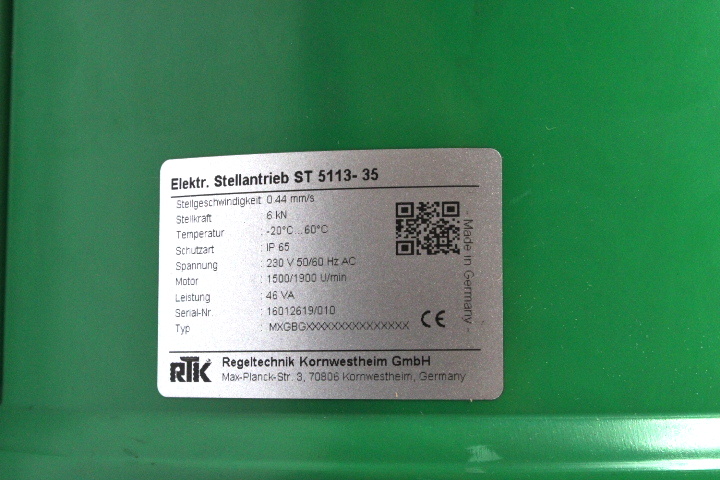 Elektr. Stellantrieb ST 5113- 35
Stellgeschwindigkeit 0.44 mm/s
Stellkraft 6 kN
Temperatur : -20°C...60°C
Schutzart : IP 65
Spannung : 230 V 50/60 Hz AC
Motor : 1500/1900 U/min
Leistung : 46 VA
Serial-Nr. : 16012619/010
Typ : MXGBGXXXXXXXXXXXXXXXX
CE
- Made in Germany -
RTK
Regeltechnik Kornwestheim GmbH
Max-Planck-Str. 3, 70806 Kornwestheim, Germany